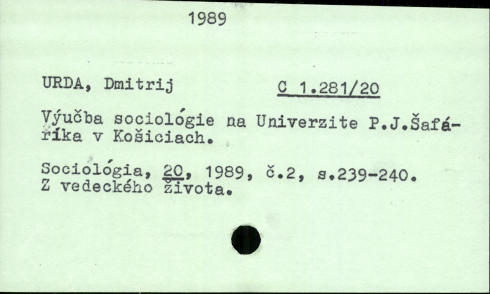 1989
URDA, Dmitrij C 1.281/20
Výučba sociológie na Univerzite P.J.Šafá-
ríka v Košiciach.
Sociológia, 20, 1989, č.2, s.239-240.
Z vedeckého života.